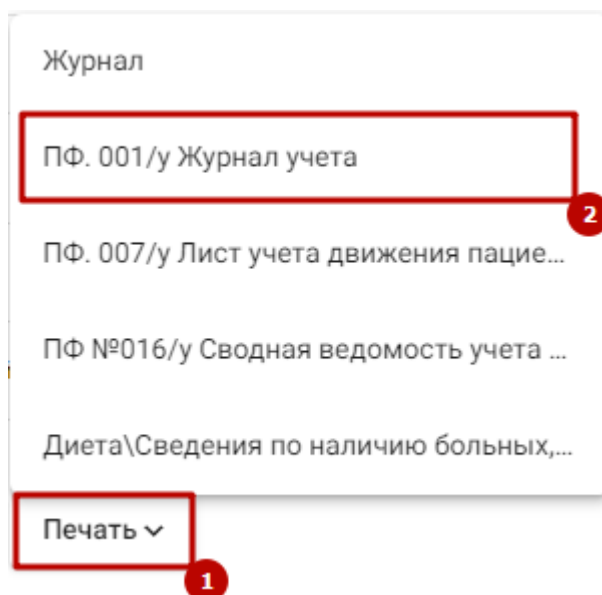 Журнал
ПФ. 001/у Журнал учета
2
ПФ. 007/у Лист учета движения пацие...
ПФ №016/у Сводная ведомость учета ...
Диета\Сведения по наличию больных,...
Печать
1